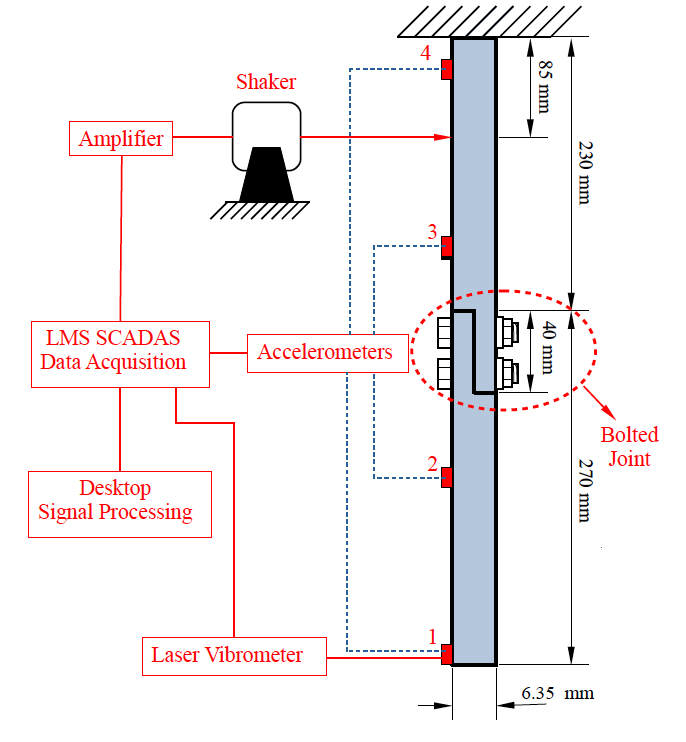 4
85 mm
Shaker
Amplifier
230 mm
3
LMS SCADAS
Data Acquisition
Accelerometers
40 mm
Bolted
Joint
2
270 mm
Desktop
Signal Processing
1
Laser Vibrometer
6.35 mm